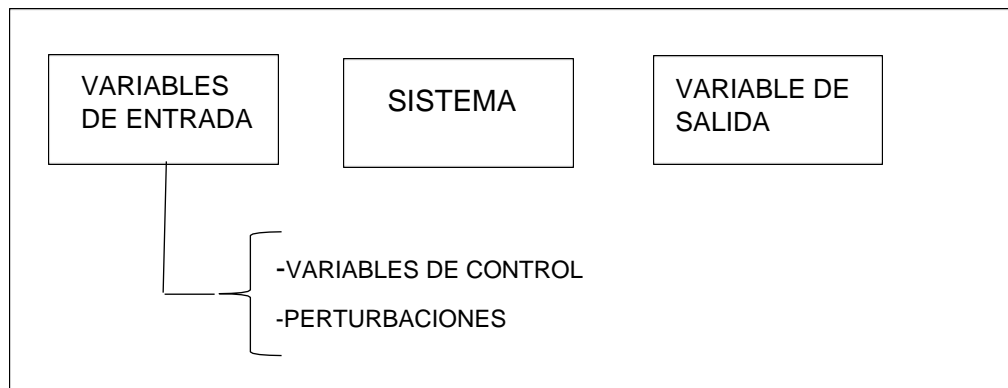 VARIABLES
DE ENTRADA
SISTEMA
VARIABLE DE
SALIDA
-VARIABLES DE CONTROL
-PERTURBACIONES